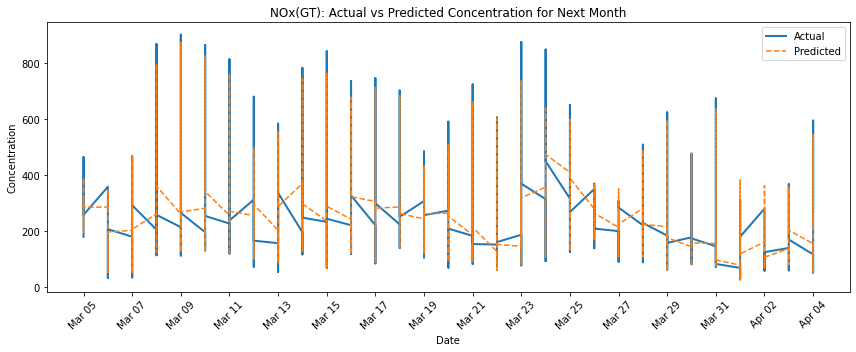 NOx(GT): Actual vs Predicted Concentration for Next Month
Actual
Predicted
Concentration
800
600
400
200
0
Mar 05
Mar 07
Mar 09
Mar 11
Mar 13
Mar 15
Mar 17
Mar 19
Mar 21
Mar 23
Mar 25
Mar 27
Mar 29
Mar 31
Apr 02
Apr 04
Date